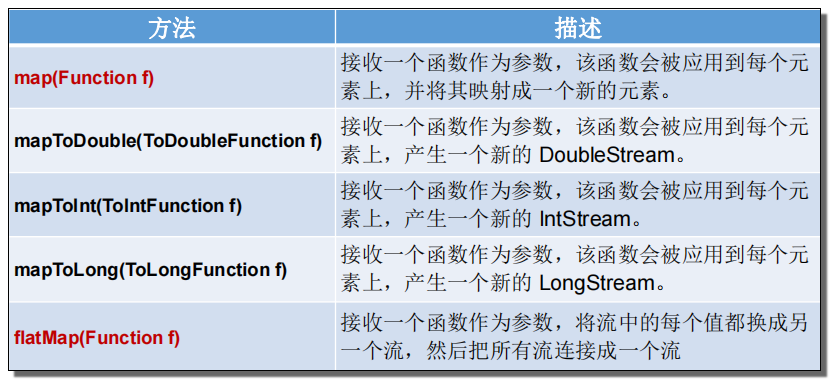 方法
描述
map(Function f)
接收一个函数作为参数，该函数会被应用到每个元
素上，并将其映射成一个新的元素。
mapToDouble(ToDoubleFunction f)
接收一个函数作为参数，该函数会被应用到每个元
素上，产生一个新的 DoubleStream。
mapToInt(ToIntFunction f)
接收一个函数作为参数，该函数会被应用到每个元
素上，产生一个新的 IntStream。
mapToLong(ToLongFunction f)
接收一个函数作为参数，该函数会被应用到每个元
素上，产生一个新的 LongStream。
flatMap(Function f)
接收一个函数作为参数，将流中的每个值都换成另
一个流，然后把所有流连接成一个流